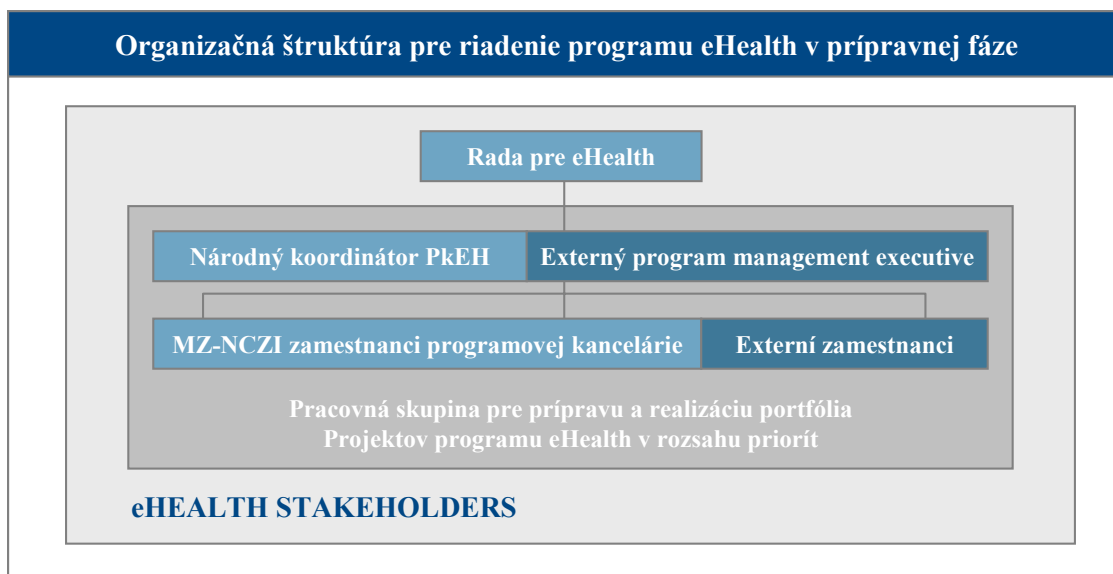 Organizačná štruktúra pre riadenie programu eHealth v prípravnej fáze
Rada pre eHealth
Národný koordinátor PkEH
Externý program management executive
MZ-NCZI zamestnanci programovej kancelárie
Externí zamestnanci
Pracovná skupina pre prípravu a realizáciu portfólia
Projektov programu eHealth v rozsahu priorít
eHEALTH STAKEHOLDERS